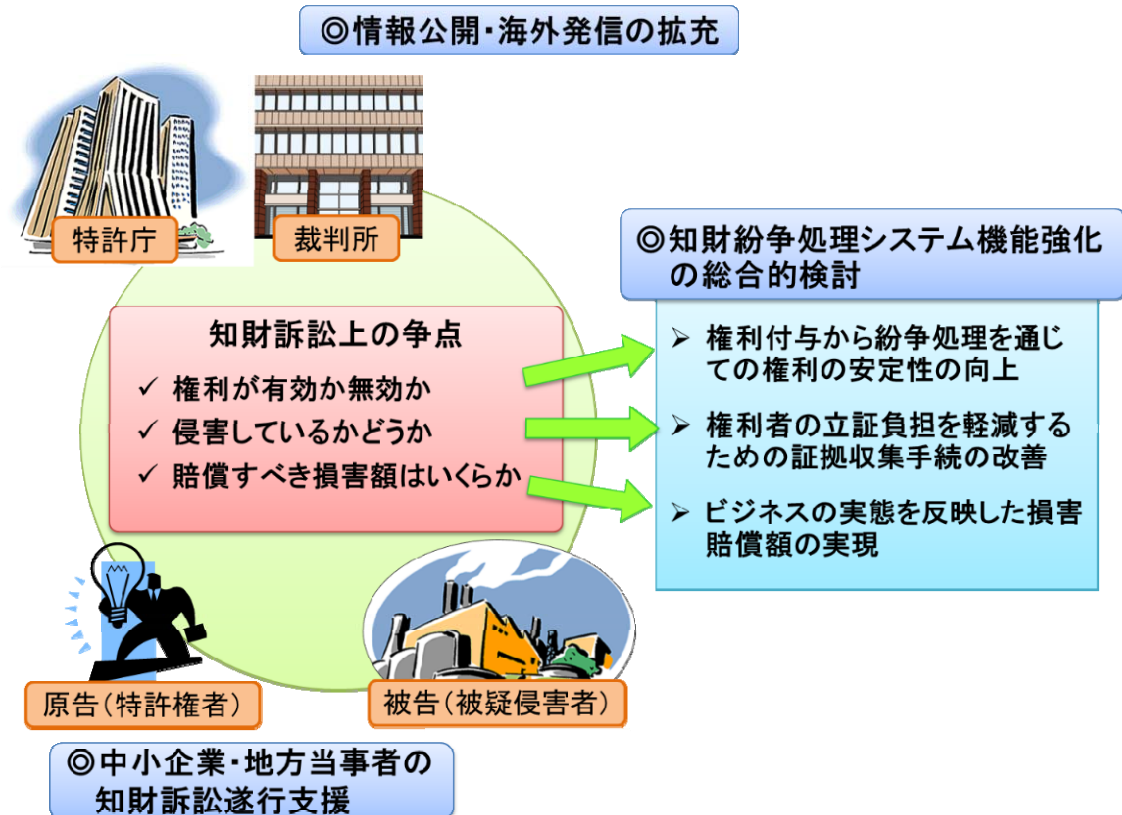 ◎情報公開・海外発信の拡充
特許庁
裁判所
知財訴訟上の争点
✓ 権利が有効か無効か
✓ 侵害しているかどうか
✓ 賠償すべき損害額はいくらか
◎知財紛争処理システム機能強化
の総合的検討
➢ 権利付与から紛争処理を通じ
ての権利の安定性の向上
➢ 権利者の立証負担を軽減する
ための証拠収集手続の改善
➢ ビジネスの実態を反映した損害
賠償額の実現
原告(特許権者)
被告(被疑侵害者)
◎中小企業・地方当事者の
知財訴訟遂行支援